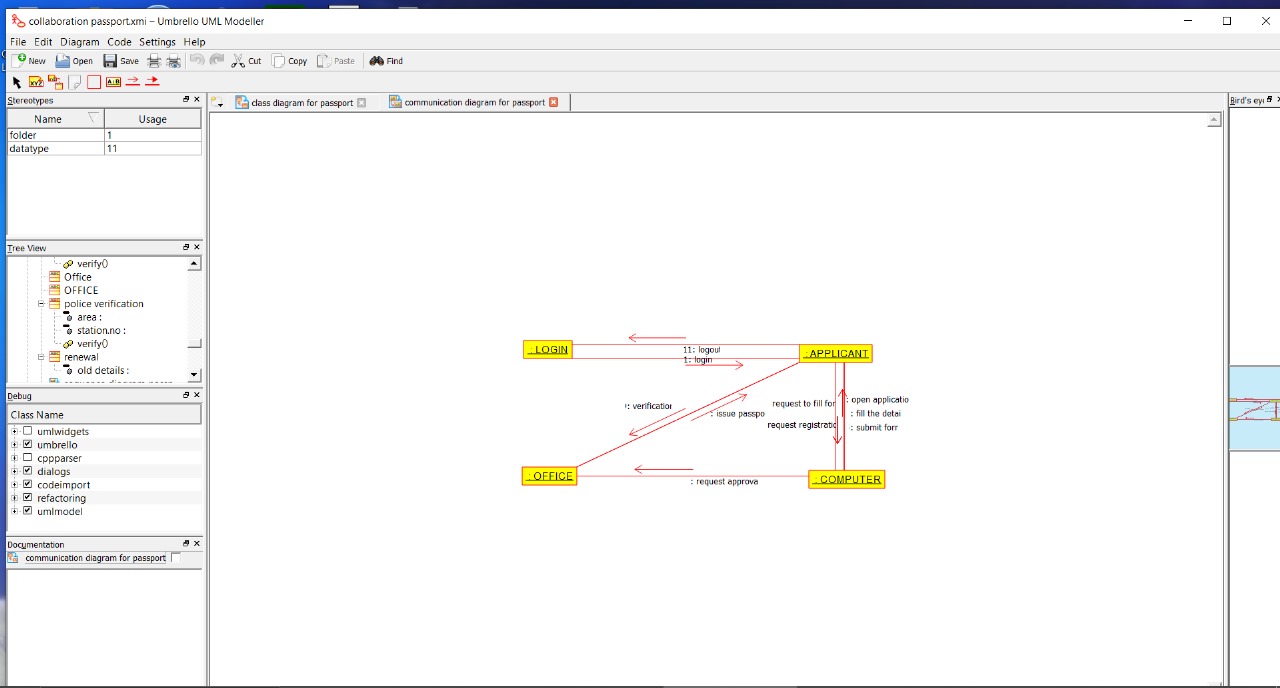 collaboration passport.xmi – Umbrello UML Modeller
File Edit Diagram Code Settings Help
New Open Save Cut Copy Paste Find
XYZ A:B
Stereotypes
Name Usage
folder 1
datatype 11
class diagram for passport communication diagram for passport
Bird's ey
Tree View
verify()
Office
OFFICE
police verification
area :
station.no :
verify()
renewal
old details :
Debug
Class Name
umlwidgets
umbrello
cppparser
dialogs
codeimport
refactoring
umlmodel
Documentation
communication diagram for passport
: LOGIN
11: logout
1: login
: APPLICANT
: verification
: issue passpo
request to fill for
request registratio
: open applicatio
: fill the detai
: submit forr
: OFFICE
: request approva
: COMPUTER